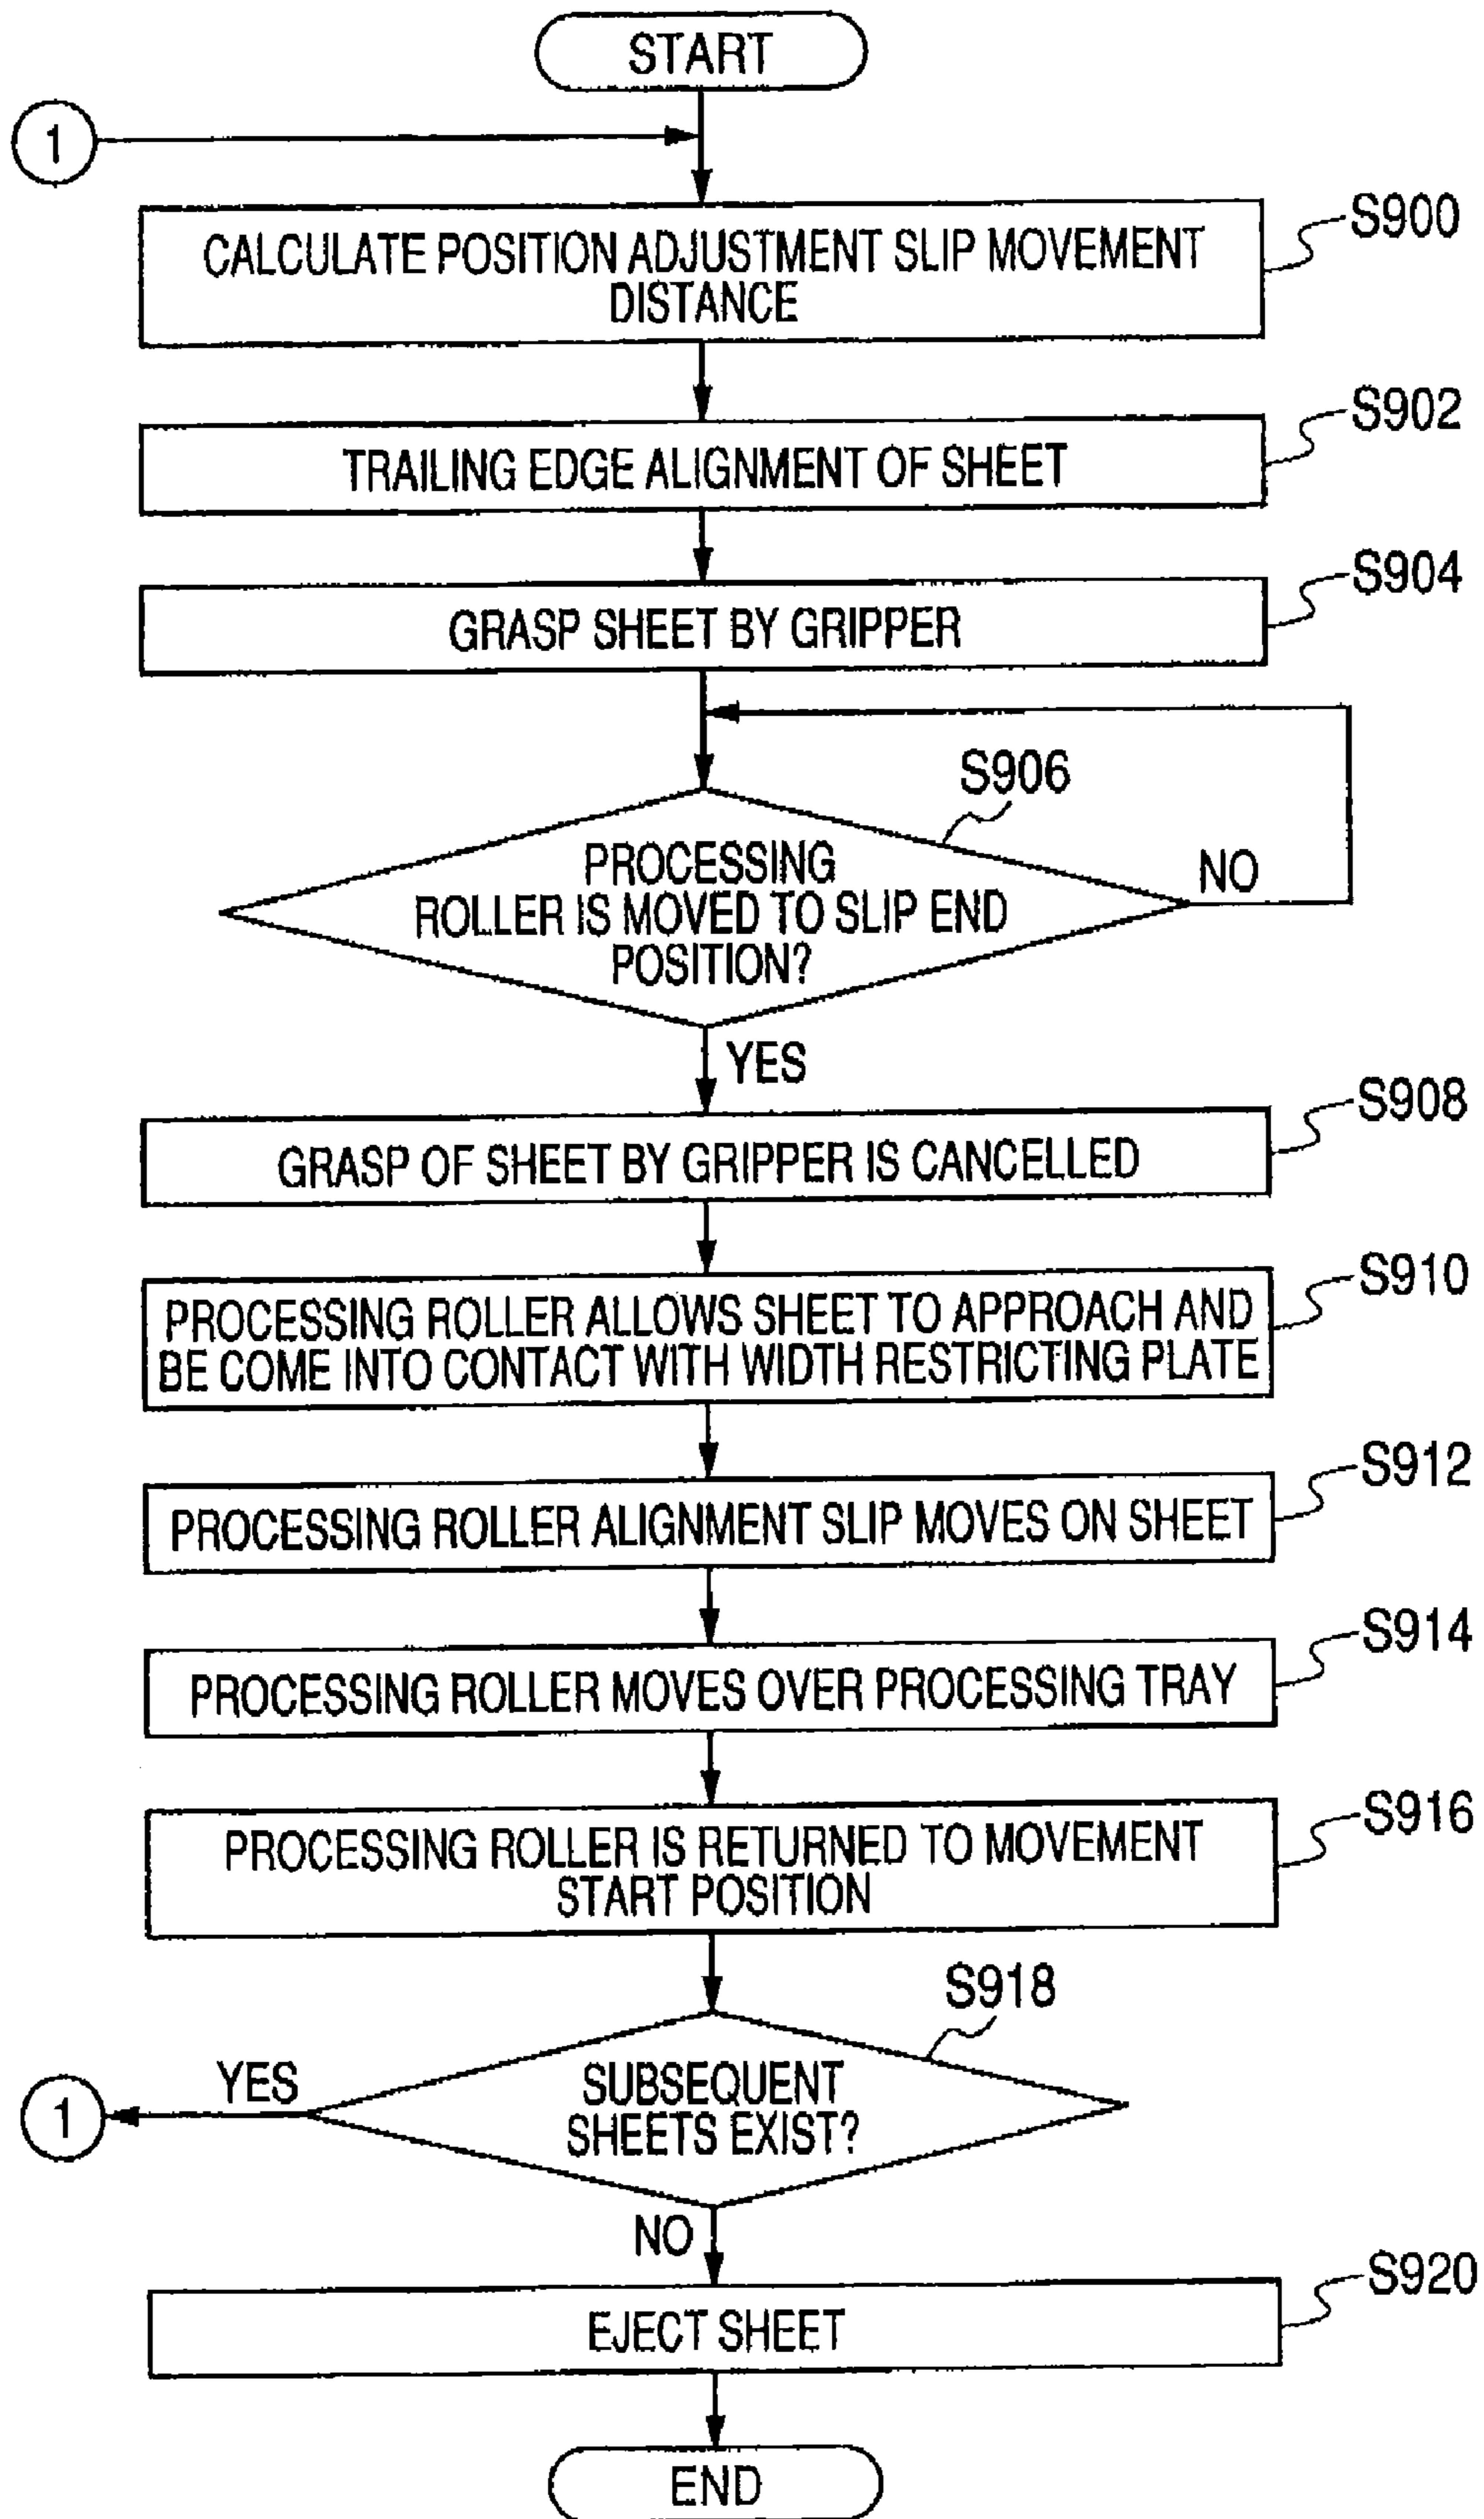 START
1
S900
CALCULATE POSITION ADJUSTMENT SLIP MOVEMENT
DISTANCE
S902
TRAILING EDGE ALIGNMENT OF SHEET
S904
GRASP SHEET BY GRIPPER
S906
PROCESSING
ROLLER IS MOVED TO SLIP END
POSITION?
NO
YES
S908
GRASP OF SHEET BY GRIPPER IS CANCELLED
S910
PROCESSING ROLLER ALLOWS SHEET TO APPROACH AND
BE COME INTO CONTACT WITH WIDTH RESTRICTING PLATE
S912
PROCESSING ROLLER ALIGNMENT SLIP MOVES ON SHEET
S914
PROCESSING ROLLER MOVES OVER PROCESSING TRAY
S916
PROCESSING ROLLER IS RETURNED TO MOVEMENT
START POSITION
S918
SUBSEQUENT
SHEETS EXIST?
YES
1
NO
S920
EJECT SHEET
END